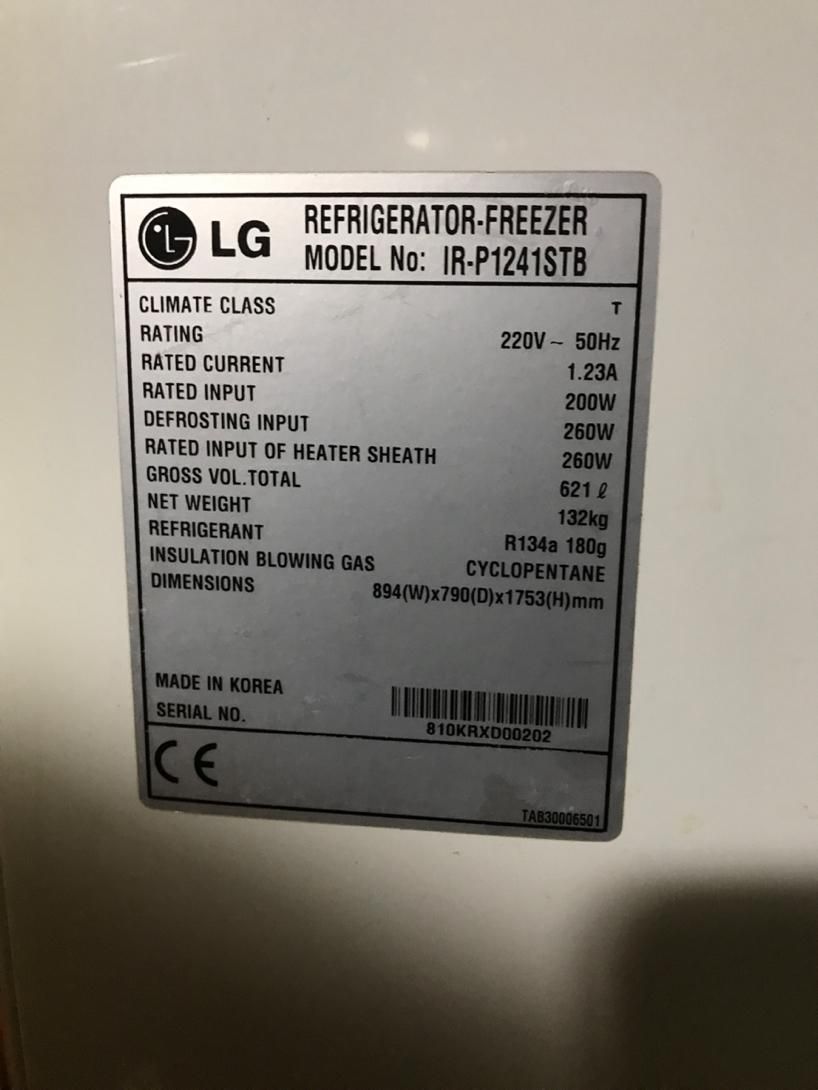 LG REFRIGERATOR-FREEZER
MODEL No: IR-P1241STB
CLIMATE CLASS T
RATING 220V ~ 50Hz
RATED CURRENT 1.23A
RATED INPUT 200W
DEFROSTING INPUT 260W
RATED INPUT OF HEATER SHEATH 260W
GROSS VOL.TOTAL 621 ℓ
NET WEIGHT 132kg
REFRIGERANT R134a 180g
INSULATION BLOWING GAS CYCLOPENTANE
DIMENSIONS 894(W)x790(D)x1753(H)mm
MADE IN KOREA
SERIAL NO. 810KRXD00202
CE
TAB30006501